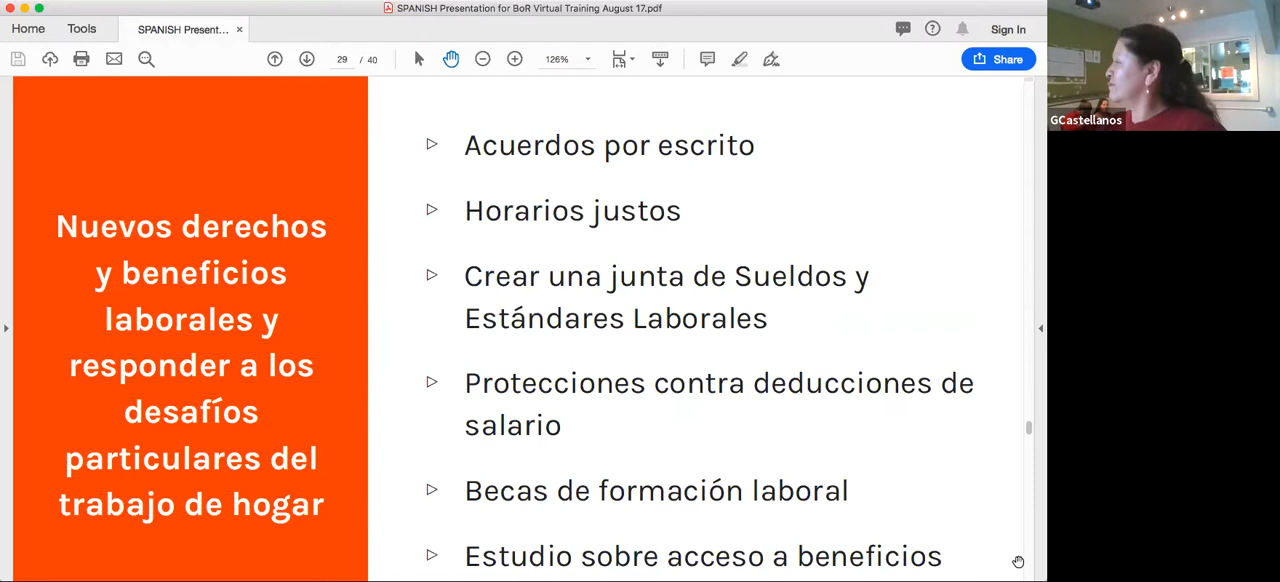 SPANISH Presentation for BoR Virtual Training August 17.pdf
Home Tools SPANISH Present... × Sign In
29 / 40 126% Share
GCastellanos
Nuevos derechos
y beneficios
laborales y
responder a los
desafíos
particulares del
trabajo de hogar
Acuerdos por escrito
Horarios justos
Crear una junta de Sueldos y
Estándares Laborales
Protecciones contra deducciones de
salario
Becas de formación laboral
Estudio sobre acceso a beneficios